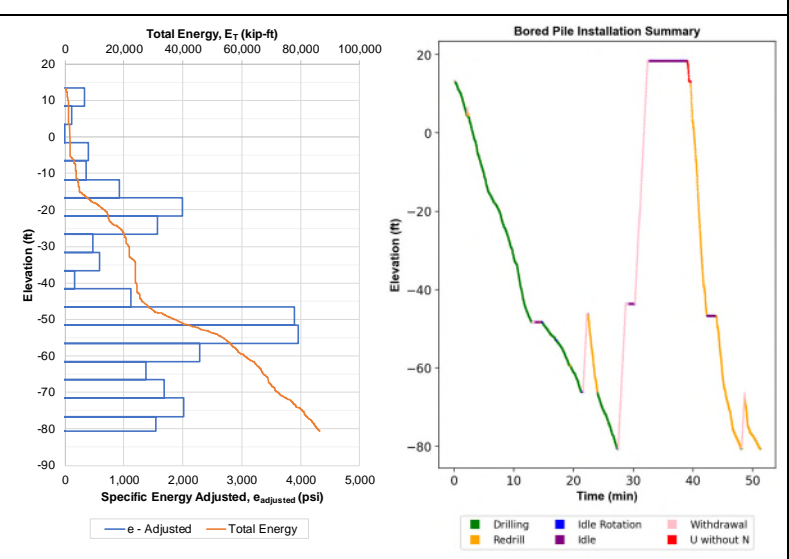 Total Energy, E_T (kip-ft)
0 20,000 40,000 60,000 80,000 100,000
20
10
0
-10
-20
-30
-40
-50
-60
-70
-80
-90
Elevation (ft)
0 1,000 2,000 3,000 4,000 5,000
Specific Energy Adjusted, e_adjusted (psi)
e - Adjusted Total Energy
Bored Pile Installation Summary
20
0
−20
−40
−60
−80
Elevation (ft)
0 10 20 30 40 50
Time (min)
Drilling Idle Rotation Withdrawal
Redrill Idle U without N